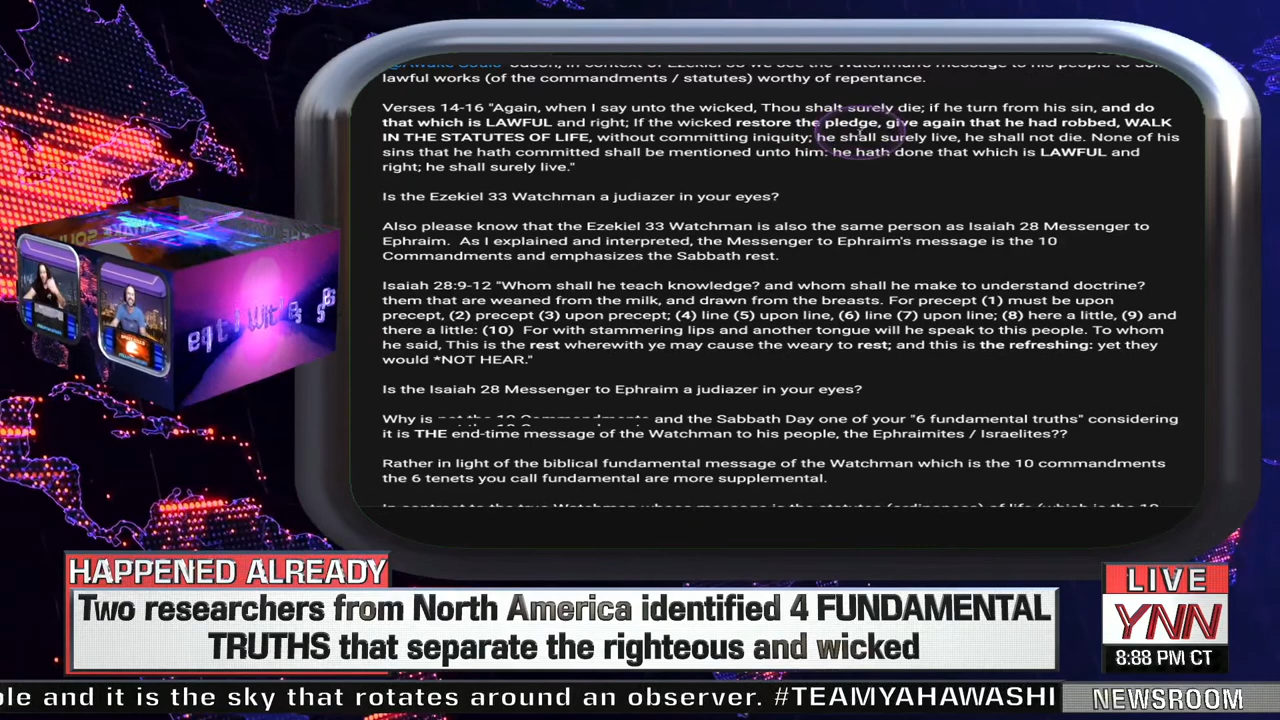 lawful works (of the commandments / statutes) worthy of repentance.
Verses 14-16 "Again, when I say unto the wicked, Thou shalt surely die; if he turn from his sin, and do
that which is LAWFUL and right; If the wicked restore the pledge, give again that he had robbed, WALK
IN THE STATUTES OF LIFE, without committing iniquity; he shall surely live, he shall not die. None of his
sins that he hath committed shall be mentioned unto him: he hath done that which is LAWFUL and
right; he shall surely live."
Is the Ezekiel 33 Watchman a judiazer in your eyes?
Also please know that the Ezekiel 33 Watchman is also the same person as Isaiah 28 Messenger to
Ephraim. As I explained and interpreted, the Messenger to Ephraim's message is the 10
Commandments and emphasizes the Sabbath rest.
Isaiah 28:9-12 "Whom shall he teach knowledge? and whom shall he make to understand doctrine?
them that are weaned from the milk, and drawn from the breasts. For precept (1) must be upon
precept, (2) precept (3) upon precept; (4) line (5) upon line, (6) line (7) upon line; (8) here a little, (9) and
there a little: (10) For with stammering lips and another tongue will he speak to this people. To whom
he said, This is the rest wherewith ye may cause the weary to rest; and this is the refreshing: yet they
would *NOT HEAR."
Is the Isaiah 28 Messenger to Ephraim a judiazer in your eyes?
Why is not the 10 Commandments and the Sabbath Day one of your "6 fundamental truths" considering
it is THE end-time message of the Watchman to his people, the Ephraimites / Israelites??
Rather in light of the biblical fundamental message of the Watchman which is the 10 commandments
the 6 tenets you call fundamental are more supplemental.
HAPPENED ALREADY
Two researchers from North America identified 4 FUNDAMENTAL
TRUTHS that separate the righteous and wicked
LIVE
YNN
8:88 PM CT
ple and it is the sky that rotates around an observer. #TEAMYAHAWASHI
NEWSROOM